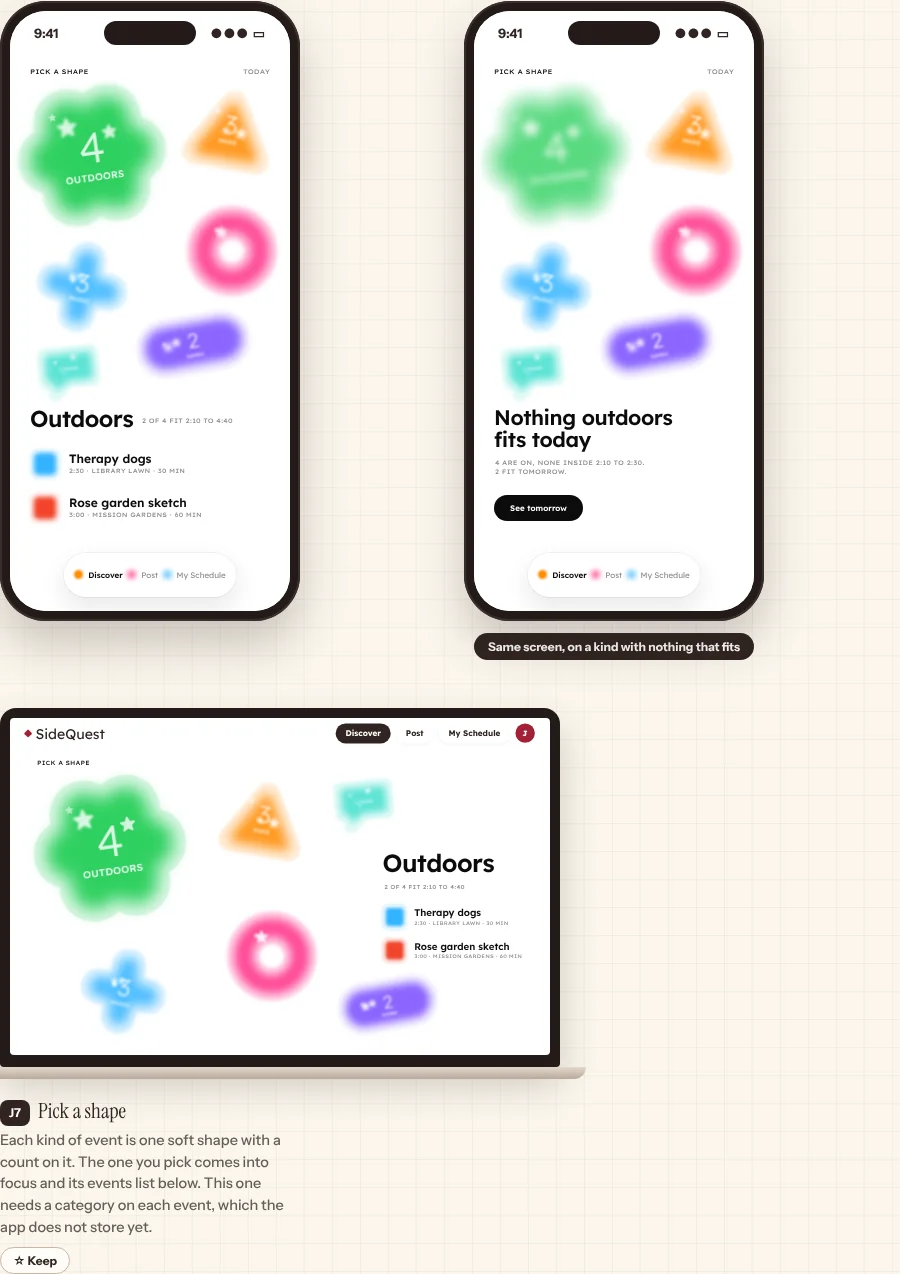 9:41
PICK A SHAPE
TODAY
4
OUTDOORS
3
3
2
Outdoors
2 OF 4 FIT 2:10 TO 4:40
Therapy dogs
2:30 · LIBRARY LAWN · 30 MIN
Rose garden sketch
3:00 · MISSION GARDENS · 60 MIN
Discover
Post
My Schedule
9:41
PICK A SHAPE
TODAY
4
3
3
2
Nothing outdoors
fits today
4 ARE ON, NONE INSIDE 2:10 TO 2:30.
2 FIT TOMORROW.
See tomorrow
Discover
Post
My Schedule
Same screen, on a kind with nothing that fits
SideQuest
Discover
Post
My Schedule
J
PICK A SHAPE
4
OUTDOORS
3
Outdoors
2 OF 4 FIT 2:10 TO 4:40
Therapy dogs
2:30 · LIBRARY LAWN · 30 MIN
Rose garden sketch
3:00 · MISSION GARDENS · 60 MIN
3
2
J7 Pick a shape
Each kind of event is one soft shape with a
count on it. The one you pick comes into
focus and its events list below. This one
needs a category on each event, which the
app does not store yet.
☆ Keep